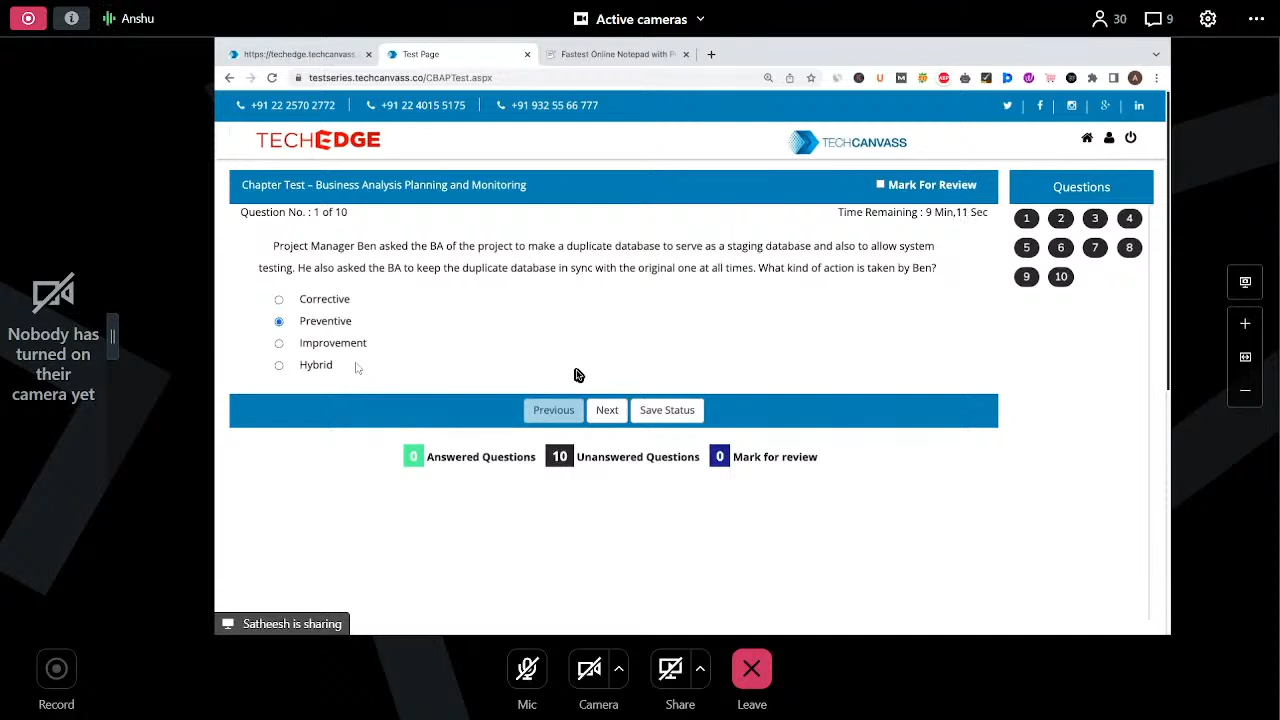 Anshu
Active cameras
30
9
https://techedge.techcanvass
Test Page
Fastest Online Notepad with
testseries.techcanvass.co/CBAPTest.aspx
+91 22 2570 2772
+91 22 4015 5175
+91 932 55 66 777
TECHEDGE
TECHCANVASS
Chapter Test – Business Analysis Planning and Monitoring
Mark For Review
Questions
Question No. : 1 of 10
Time Remaining : 9 Min,11 Sec
1 2 3 4
5 6 7 8
9 10
Project Manager Ben asked the BA of the project to make a duplicate database to serve as a staging database and also to allow system
testing. He also asked the BA to keep the duplicate database in sync with the original one at all times. What kind of action is taken by Ben?
Corrective
Preventive
Improvement
Hybrid
Nobody has
turned on
their
camera yet
Previous
Next
Save Status
0 Answered Questions
10 Unanswered Questions
0 Mark for review
Satheesh is sharing
Record
Mic
Camera
Share
Leave